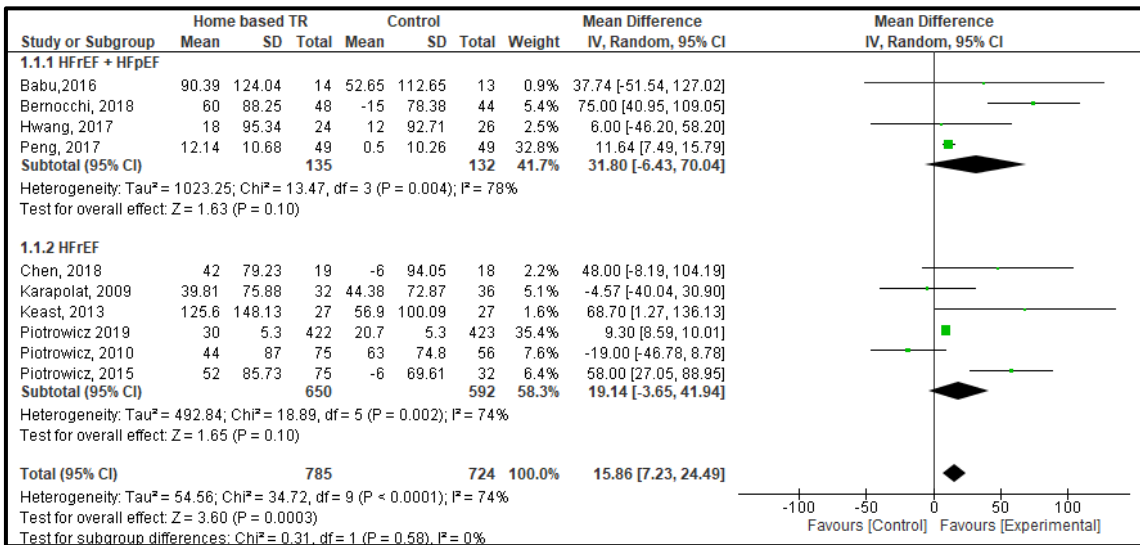 Home based TR Control Mean Difference Mean Difference
Study or Subgroup Mean SD Total Mean SD Total Weight IV, Random, 95% CI IV, Random, 95% CI
1.1.1 HFrEF + HFpEF
Babu,2016 90.39 124.04 14 52.65 112.65 13 0.9% 37.74 [-51.54, 127.02]
Bernocchi, 2018 60 88.25 48 -15 78.38 44 5.4% 75.00 [40.95, 109.05]
Hwang, 2017 18 95.34 24 12 92.71 26 2.5% 6.00 [-46.20, 58.20]
Peng, 2017 12.14 10.68 49 0.5 10.26 49 32.8% 11.64 [7.49, 15.79]
Subtotal (95% CI) 135 132 41.7% 31.80 [-6.43, 70.04]
Heterogeneity: Tau² = 1023.25; Chi² = 13.47, df = 3 (P = 0.004); I² = 78%
Test for overall effect: Z = 1.63 (P = 0.10)
1.1.2 HFrEF
Chen, 2018 42 79.23 19 -6 94.05 18 2.2% 48.00 [-8.19, 104.19]
Karapolat, 2009 39.81 75.88 32 44.38 72.87 36 5.1% -4.57 [-40.04, 30.90]
Keast, 2013 125.6 148.13 27 56.9 100.09 27 1.6% 68.70 [1.27, 136.13]
Piotrowicz 2019 30 5.3 422 20.7 5.3 423 35.4% 9.30 [8.59, 10.01]
Piotrowicz, 2010 44 87 75 63 74.8 56 7.6% -19.00 [-46.78, 8.78]
Piotrowicz, 2015 52 85.73 75 -6 69.61 32 6.4% 58.00 [27.05, 88.95]
Subtotal (95% CI) 650 592 58.3% 19.14 [-3.65, 41.94]
Heterogeneity: Tau² = 492.84; Chi² = 18.89, df = 5 (P = 0.002); I² = 74%
Test for overall effect: Z = 1.65 (P = 0.10)
Total (95% CI) 785 724 100.0% 15.86 [7.23, 24.49]
Heterogeneity: Tau² = 54.56; Chi² = 34.72, df = 9 (P < 0.0001); I² = 74%
Test for overall effect: Z = 3.60 (P = 0.0003)
Test for subgroup differences: Chi² = 0.31, df = 1 (P = 0.58), I² = 0%
-100 -50 0 50 100
Favours [Control] Favours [Experimental]